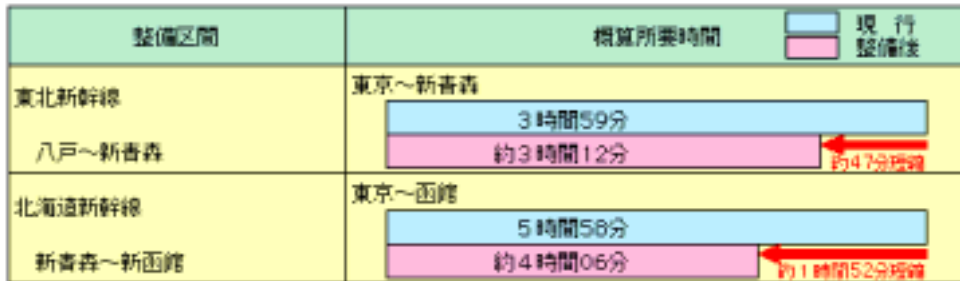 整備区間
概算所要時間
現 行
整備後
東北新幹線
八戸～新青森
東京～新青森
3時間59分
約3時間12分
約47分短縮
北海道新幹線
新青森～新函館
東京～函館
5時間58分
約4時間06分
約1時間52分短縮